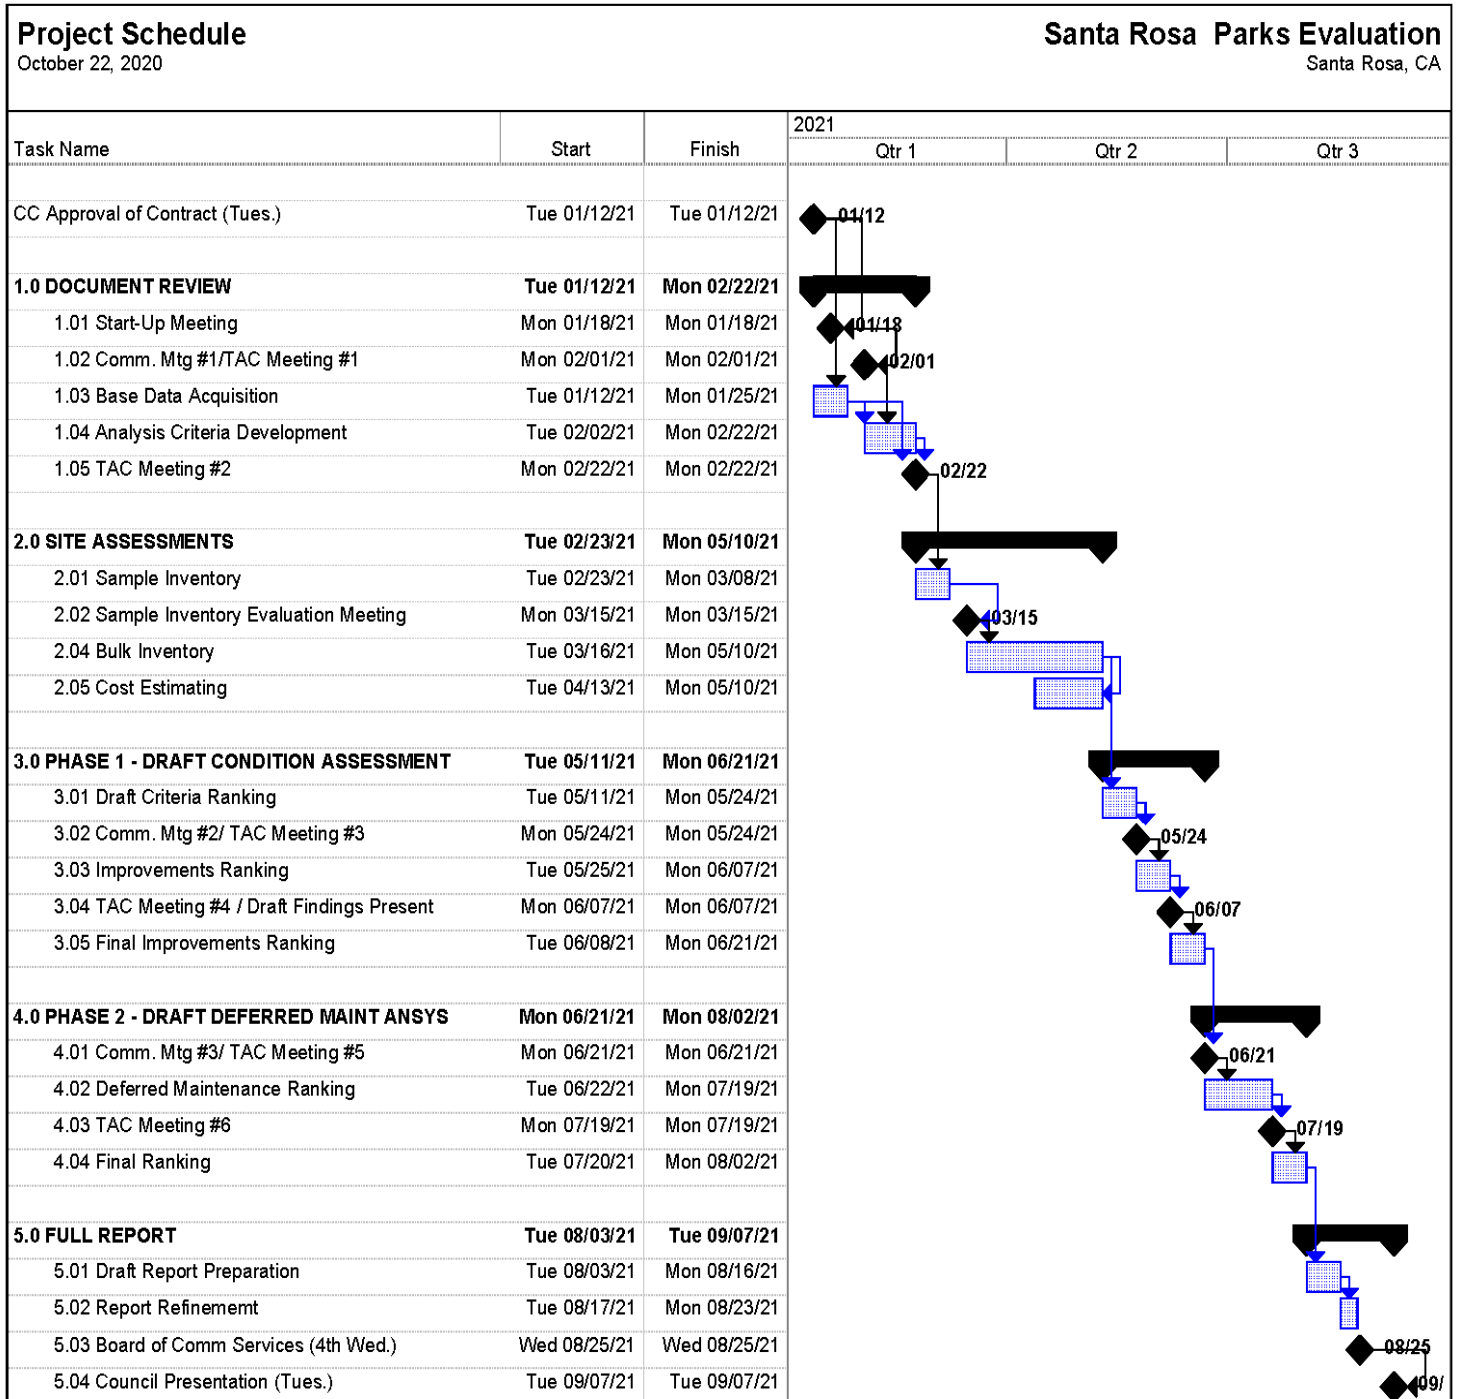 Project Schedule
Santa Rosa Parks Evaluation
October 22, 2020
Santa Rosa, CA
2021
Task Name Start Finish Qtr 1 Qtr 2 Qtr 3
CC Approval of Contract (Tues.) Tue 01/12/21 Tue 01/12/21 01/12
1.0 DOCUMENT REVIEW Tue 01/12/21 Mon 02/22/21
1.01 Start-Up Meeting Mon 01/18/21 Mon 01/18/21 01/18
1.02 Comm. Mtg #1/TAC Meeting #1 Mon 02/01/21 Mon 02/01/21 02/01
1.03 Base Data Acquisition Tue 01/12/21 Mon 01/25/21
1.04 Analysis Criteria Development Tue 02/02/21 Mon 02/22/21
1.05 TAC Meeting #2 Mon 02/22/21 Mon 02/22/21 02/22
2.0 SITE ASSESSMENTS Tue 02/23/21 Mon 05/10/21
2.01 Sample Inventory Tue 02/23/21 Mon 03/08/21
2.02 Sample Inventory Evaluation Meeting Mon 03/15/21 Mon 03/15/21 03/15
2.04 Bulk Inventory Tue 03/16/21 Mon 05/10/21
2.05 Cost Estimating Tue 04/13/21 Mon 05/10/21
3.0 PHASE 1 - DRAFT CONDITION ASSESSMENT Tue 05/11/21 Mon 06/21/21
3.01 Draft Criteria Ranking Tue 05/11/21 Mon 05/24/21
3.02 Comm. Mtg #2/ TAC Meeting #3 Mon 05/24/21 Mon 05/24/21 05/24
3.03 Improvements Ranking Tue 05/25/21 Mon 06/07/21
3.04 TAC Meeting #4 / Draft Findings Present Mon 06/07/21 Mon 06/07/21 06/07
3.05 Final Improvements Ranking Tue 06/08/21 Mon 06/21/21
4.0 PHASE 2 - DRAFT DEFERRED MAINT ANSYS Mon 06/21/21 Mon 08/02/21
4.01 Comm. Mtg #3/ TAC Meeting #5 Mon 06/21/21 Mon 06/21/21 06/21
4.02 Deferred Maintenance Ranking Tue 06/22/21 Mon 07/19/21
4.03 TAC Meeting #6 Mon 07/19/21 Mon 07/19/21 07/19
4.04 Final Ranking Tue 07/20/21 Mon 08/02/21
5.0 FULL REPORT Tue 08/03/21 Tue 09/07/21
5.01 Draft Report Preparation Tue 08/03/21 Mon 08/16/21
5.02 Report Refinememt Tue 08/17/21 Mon 08/23/21
5.03 Board of Comm Services (4th Wed.) Wed 08/25/21 Wed 08/25/21 08/25
5.04 Council Presentation (Tues.) Tue 09/07/21 Tue 09/07/21 09/